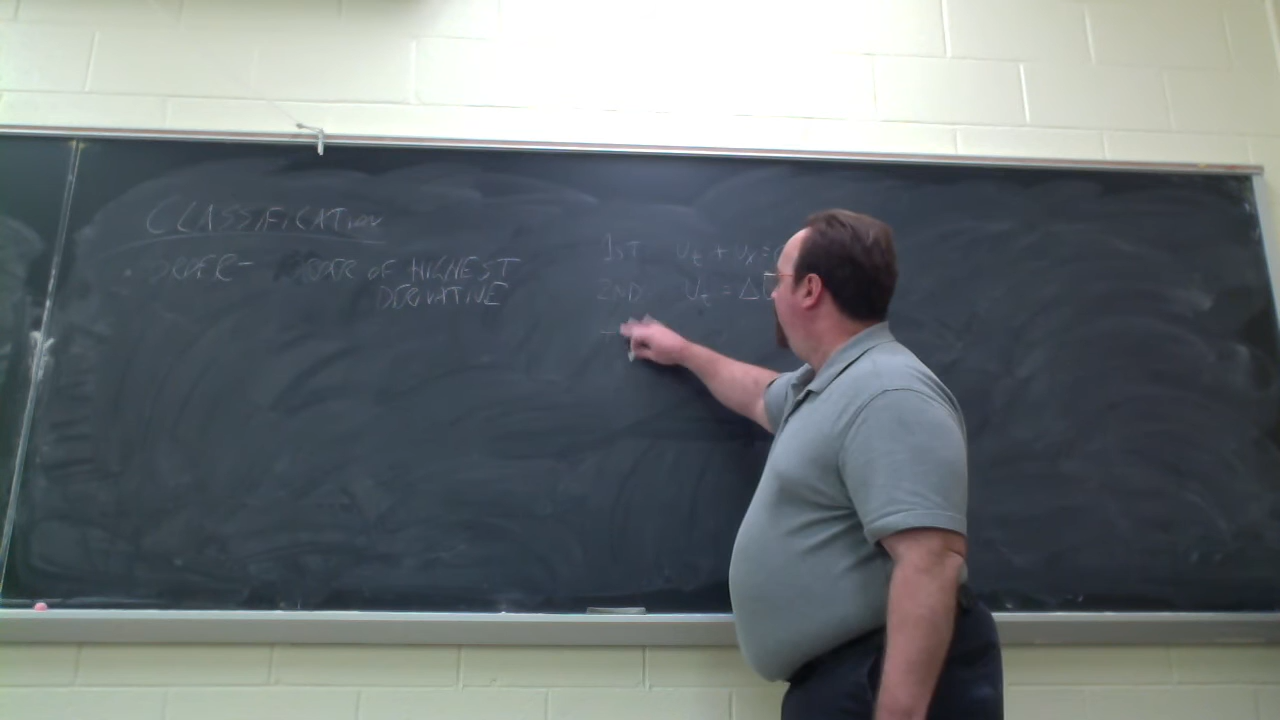 CLASSIFICATION
• ORDER - ORDER OF HIGHEST
DERIVATIVE
1ST u_t + u_x =
2ND u_t = ΔU